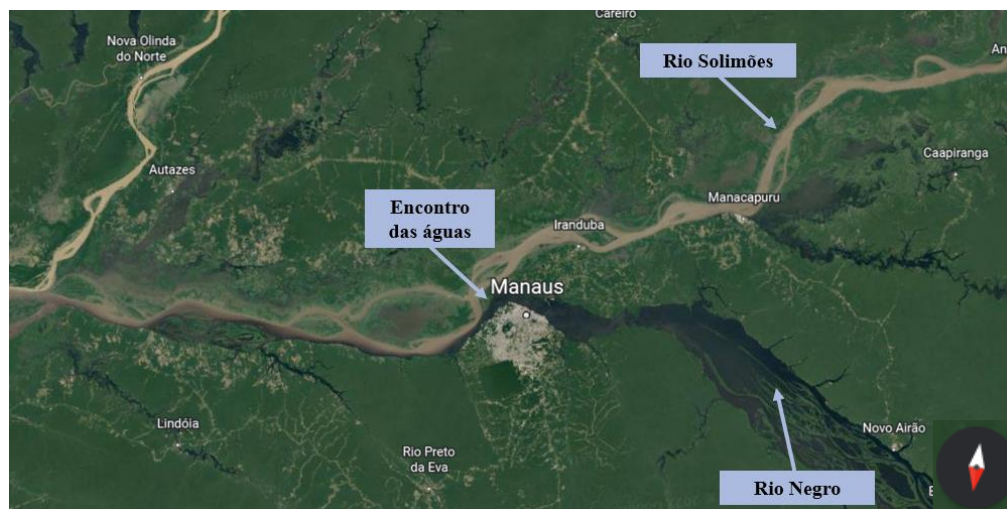 Careiro
Nova Olinda
do Norte
Rio Solimões
An
Autazes
Caapiranga
Manacapuru
Encontro
das águas
Iranduba
Manaus
Lindóia
Novo Airão
Rio Preto
da Eva
Rio Negro